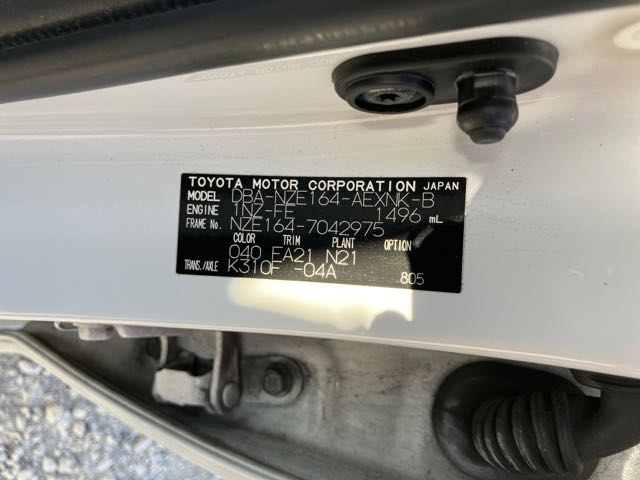 TOYOTA MOTOR CORPORATION JAPAN
MODEL DBA-NZE164-AEXNK-B
ENGINE 1NZ-FE 1496 mL
FRAME No. NZE164-7042975
COLOR TRIM PLANT OPTION
040 EA21 N21
TRANS./AXLE K310F -04A 805